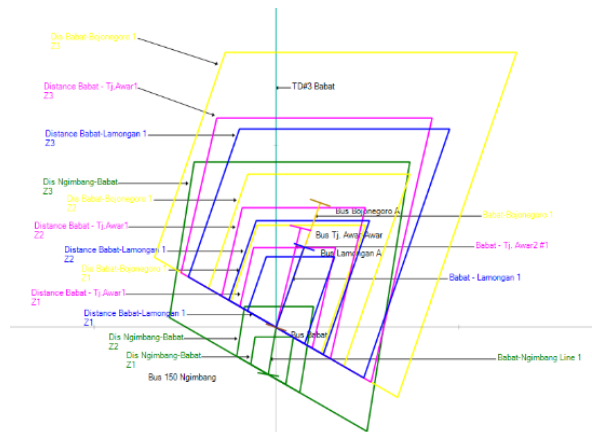 Dis Babat-Bojonegoro 1
Z3
TD#3 Babat
Distance Babat - Tj.Awar1
Z3
Distance Babat-Lamongan 1
Z3
Dis Ngimbang-Babat
Z3
Dis Babat-Bojonegoro 1
Z2
Bus Bojonegoro A
Babat-Bojonegoro 1
Distance Babat - Tj.Awar1
Z2
Bus Tj. Awar Awar
Babat - Tj. Awar2 #1
Distance Babat-Lamongan 1
Z2
Bus Lamongan A
Dis Babat-Bojonegoro 1
Z1
Babat - Lamongan 1
Distance Babat - Tj.Awar1
Z1
Distance Babat-Lamongan 1
Z1
Bus Babat
Dis Ngimbang-Babat
Z2
Dis Ngimbang-Babat
Z1
Babat-Ngimbang Line 1
Bus 150 Ngimbang